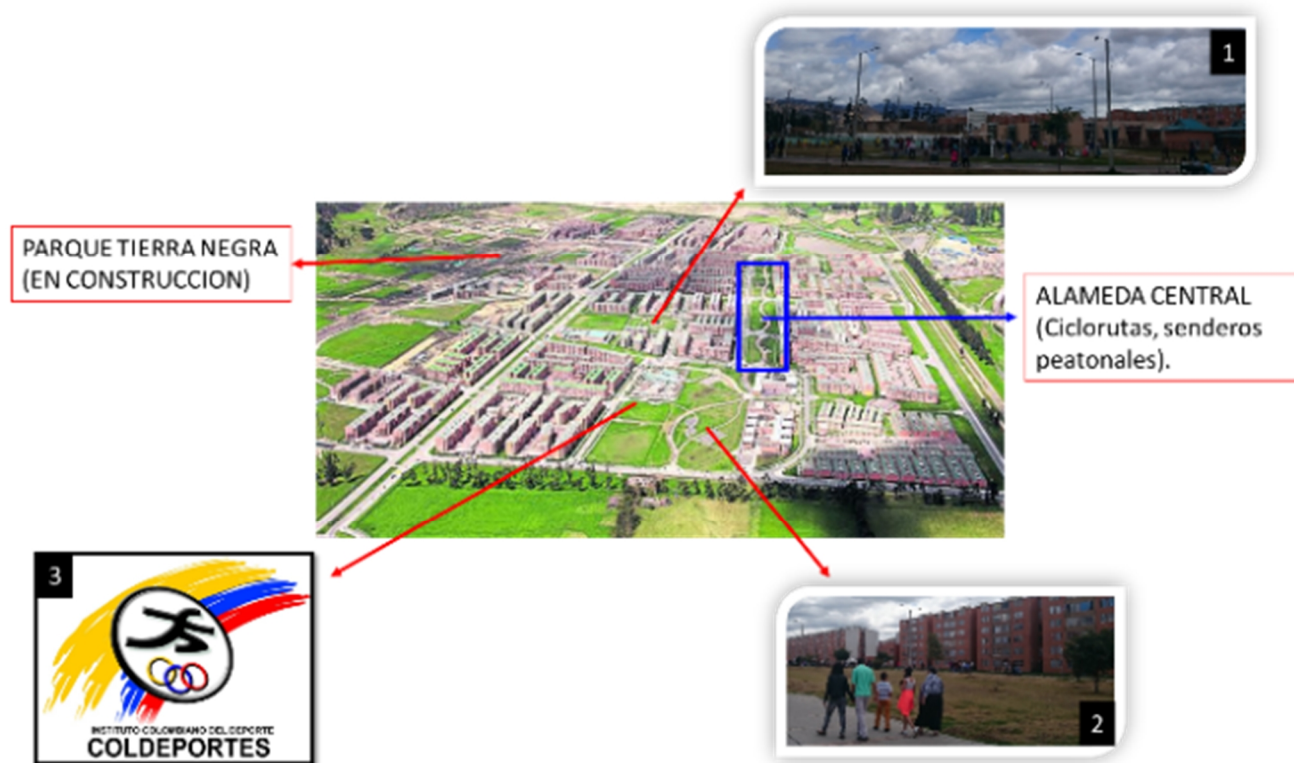 1
PARQUE TIERRA NEGRA
(EN CONSTRUCCION)
ALAMEDA CENTRAL
(Ciclorutas, senderos
peatonales).
3
INSTITUTO COLOMBIANO DEL DEPORTE
COLDEPORTES
2